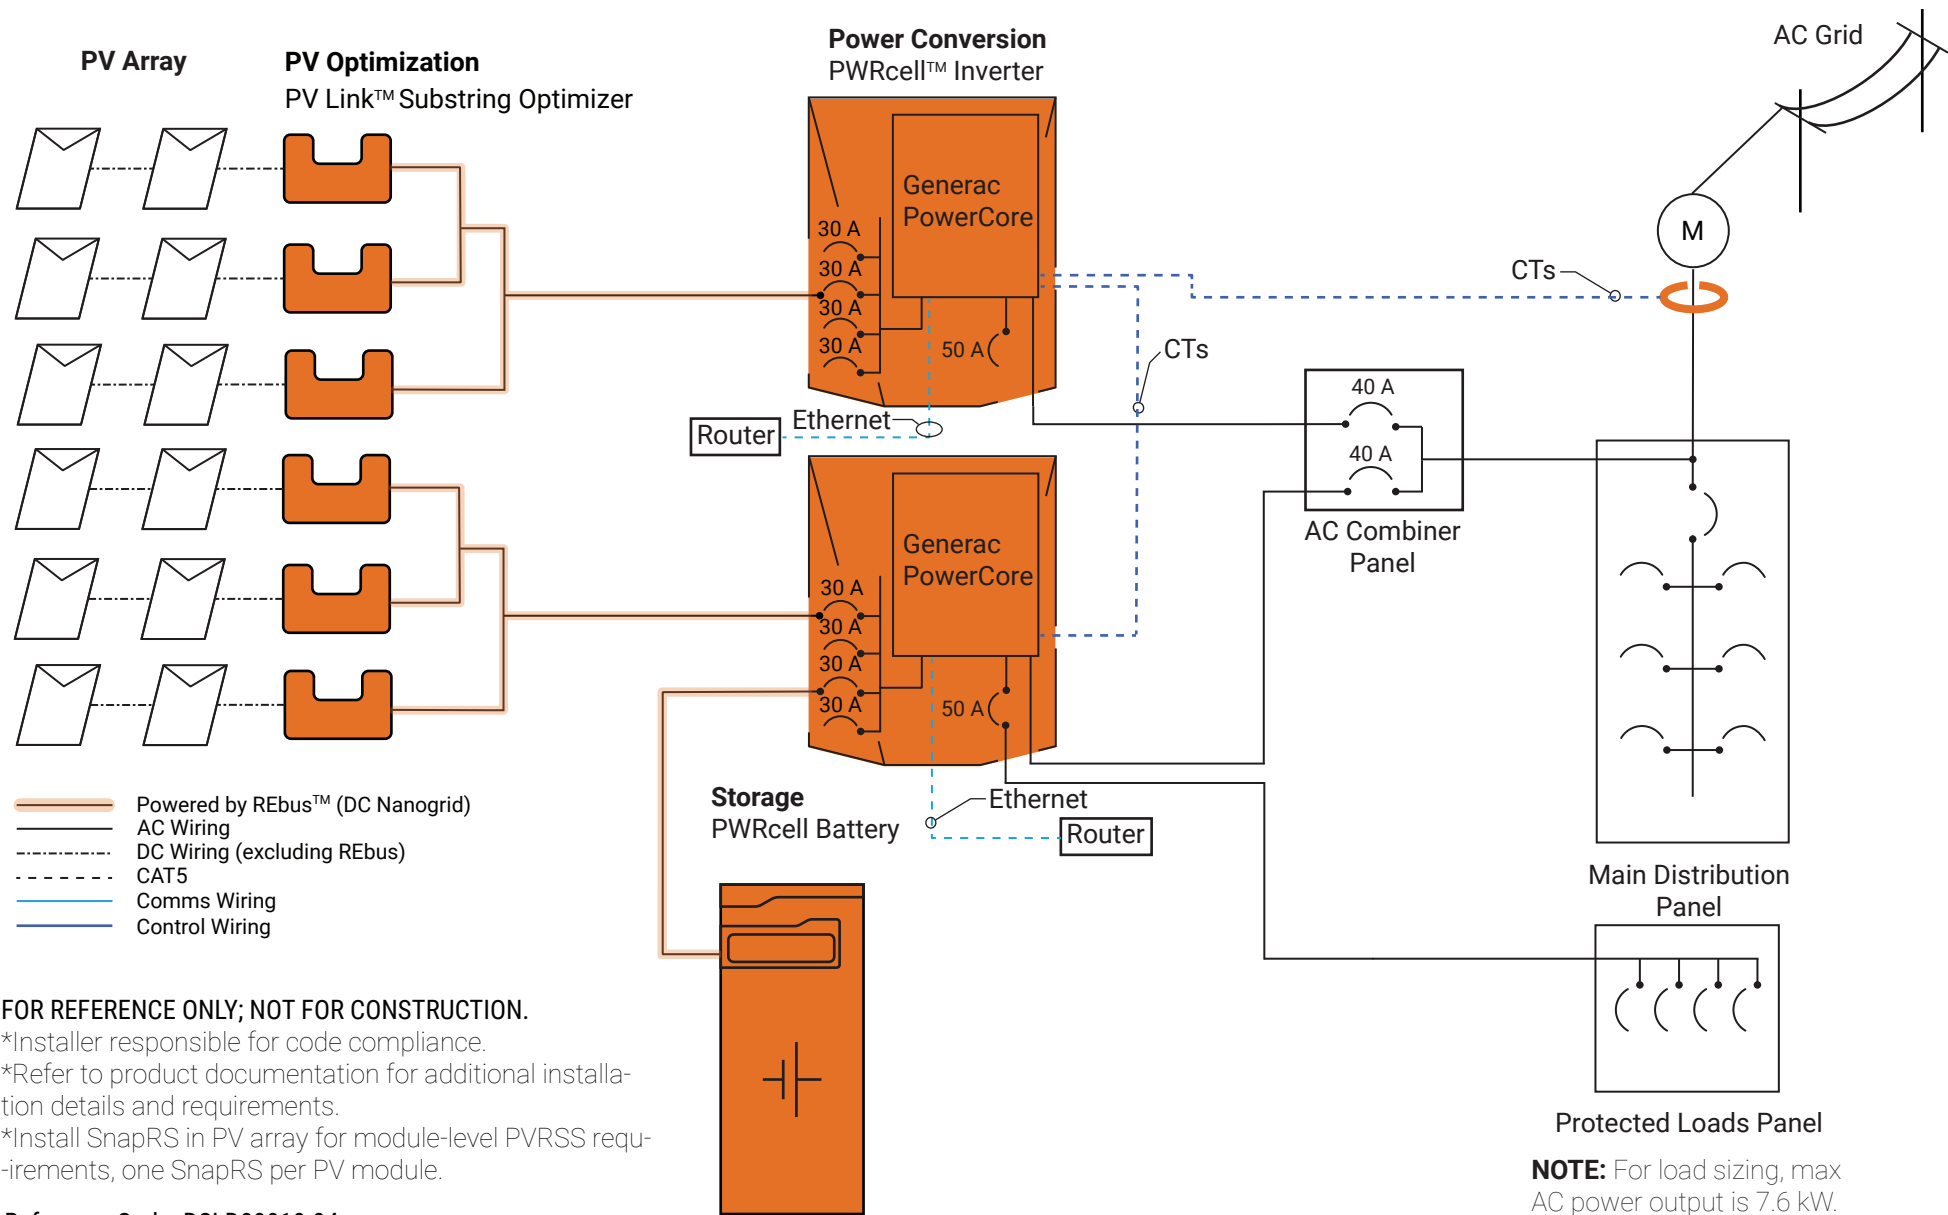 PV Array
PV Optimization
PV Link™ Substring Optimizer
Power Conversion
PWRcell™ Inverter
AC Grid
Generac
PowerCore
30 A
30 A
30 A
30 A
50 A
M
CTs
CTs
Ethernet
Router
40 A
40 A
AC Combiner
Panel
Generac
PowerCore
30 A
30 A
30 A
30 A
50 A
Storage
PWRcell Battery
Ethernet
Router
Main Distribution
Panel
Powered by REbus™ (DC Nanogrid)
AC Wiring
DC Wiring (excluding REbus)
CAT5
Comms Wiring
Control Wiring
FOR REFERENCE ONLY; NOT FOR CONSTRUCTION.
*Installer responsible for code compliance.
*Refer to product documentation for additional installa-
tion details and requirements.
*Install SnapRS in PV array for module-level PVRSS requ-
-irements, one SnapRS per PV module.
Protected Loads Panel
NOTE: For load sizing, max
AC power output is 7.6 kW.